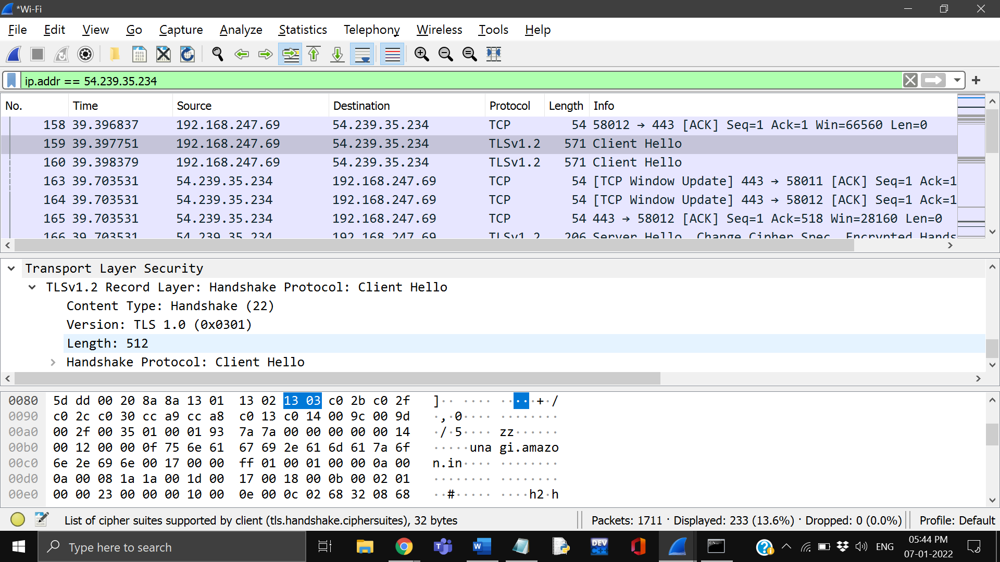 *Wi-Fi
File Edit View Go Capture Analyze Statistics Telephony Wireless Tools Help
ip.addr == 54.239.35.234
No. Time Source Destination Protocol Length Info
158 39.396837 192.168.247.69 54.239.35.234 TCP 54 58012 → 443 [ACK] Seq=1 Ack=1 Win=66560 Len=0
159 39.397751 192.168.247.69 54.239.35.234 TLSv1.2 571 Client Hello
160 39.398379 192.168.247.69 54.239.35.234 TLSv1.2 571 Client Hello
163 39.703531 54.239.35.234 192.168.247.69 TCP 54 [TCP Window Update] 443 → 58011 [ACK] Seq=1 Ack=1
164 39.703531 54.239.35.234 192.168.247.69 TCP 54 [TCP Window Update] 443 → 58012 [ACK] Seq=1 Ack=1
165 39.703531 54.239.35.234 192.168.247.69 TCP 54 443 → 58012 [ACK] Seq=1 Ack=518 Win=28160 Len=0
166 39.703531 54.239.35.234 192.168.247.69 TLSv1.2 206 Server Hello, Change Cipher Spec, Encrypted Hands
Transport Layer Security
TLSv1.2 Record Layer: Handshake Protocol: Client Hello
Content Type: Handshake (22)
Version: TLS 1.0 (0x0301)
Length: 512
Handshake Protocol: Client Hello
0080 5d dd 00 20 8a 8a 13 01 13 02 13 03 c0 2b c0 2f ]·· ···· ·····+·/
0090 c0 2c c0 30 cc a9 cc a8 c0 13 c0 14 00 9c 00 9d ·,·0···· ········
00a0 00 2f 00 35 01 00 01 93 7a 7a 00 00 00 00 00 14 ·/·5···· zz······
00b0 00 12 00 00 0f 75 6e 61 67 69 2e 61 6d 61 7a 6f ·····una gi.amazo
00c0 6e 2e 69 6e 00 17 00 00 ff 01 00 01 00 00 0a 00 n.in···· ········
00d0 0a 00 08 1a 1a 00 1d 00 17 00 18 00 0b 00 02 01 ········ ········
00e0 00 00 23 00 00 00 10 00 0e 00 0c 02 68 32 08 68 ··#····· ····h2·h
List of cipher suites supported by client (tls.handshake.ciphersuites), 32 bytes
Packets: 1711 · Displayed: 233 (13.6%) · Dropped: 0 (0.0%)
Profile: Default
Type here to search
W
DEV
C++
ENG
05:44 PM
07-01-2022